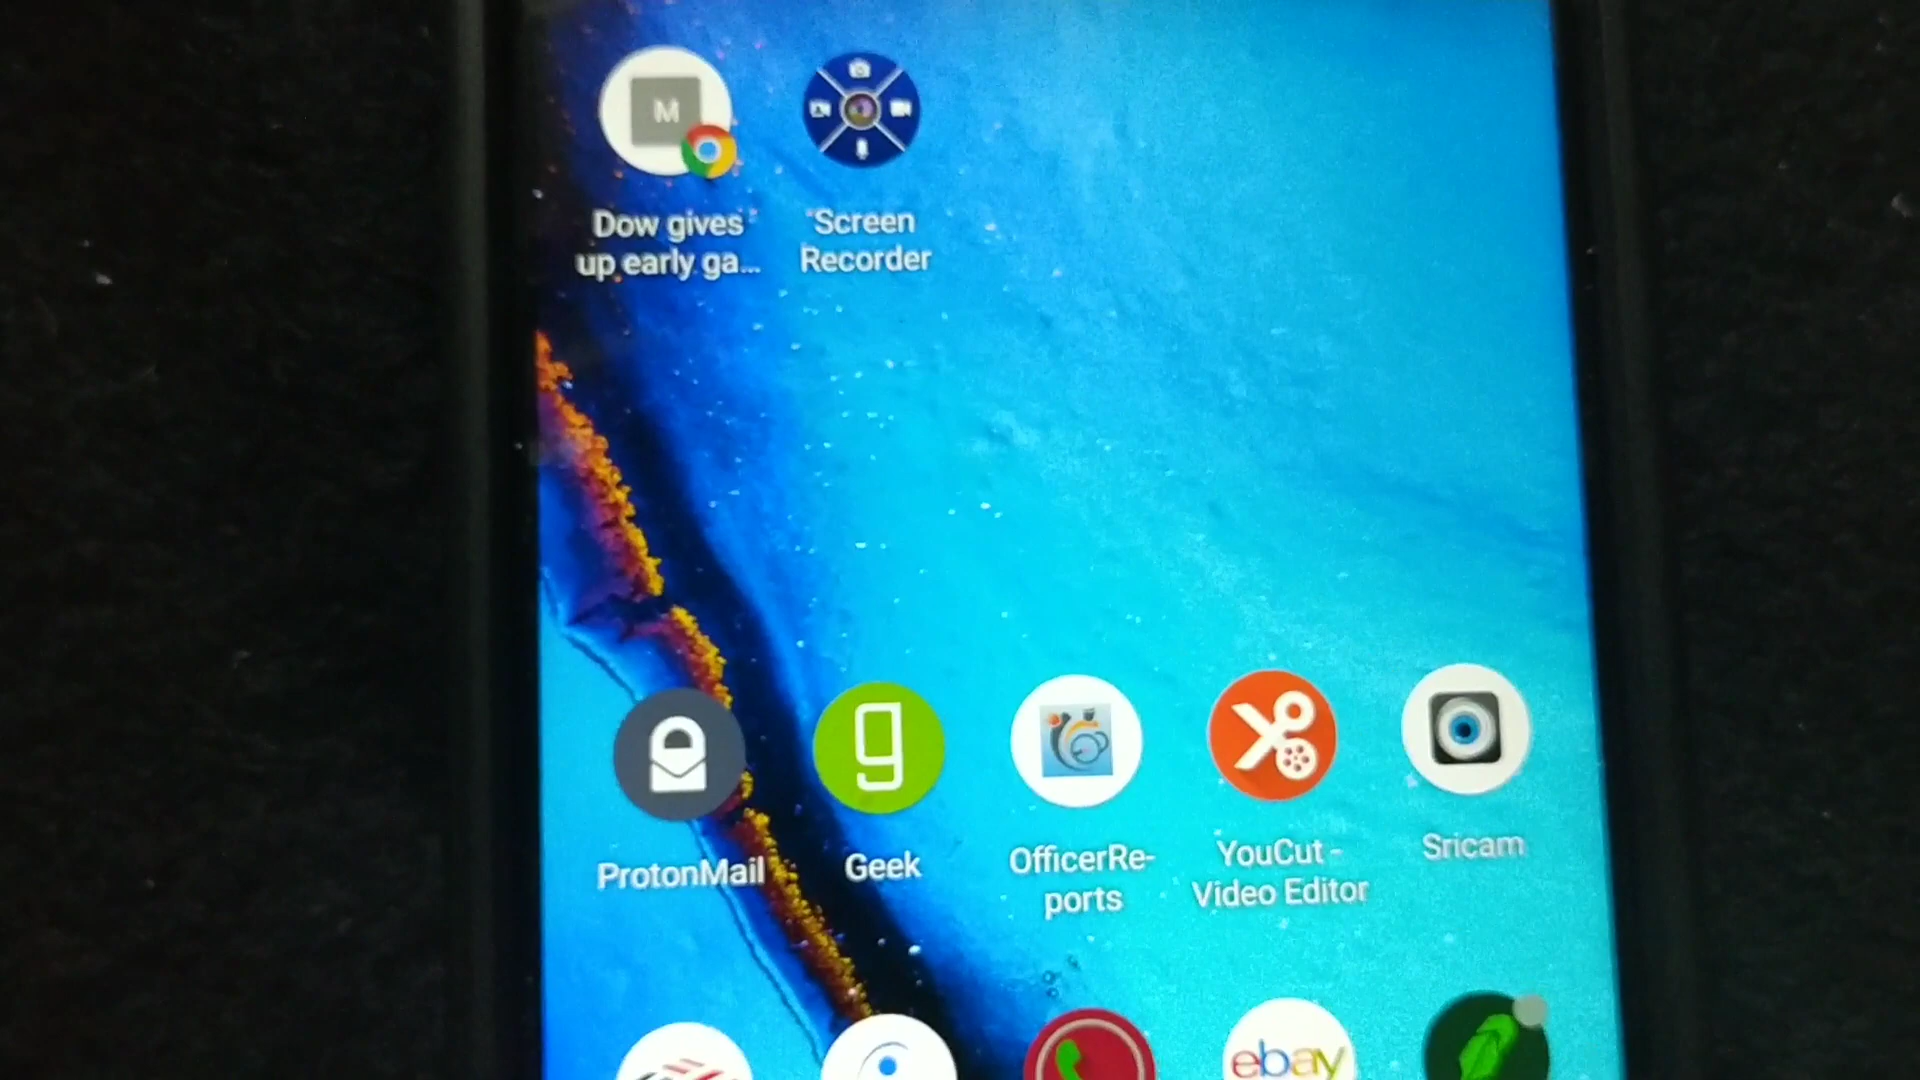 M
Dow gives
up early ga...
Screen
Recorder
g
ProtonMail
Geek
OfficerRe-
ports
YouCut -
Video Editor
Sricam
ebay